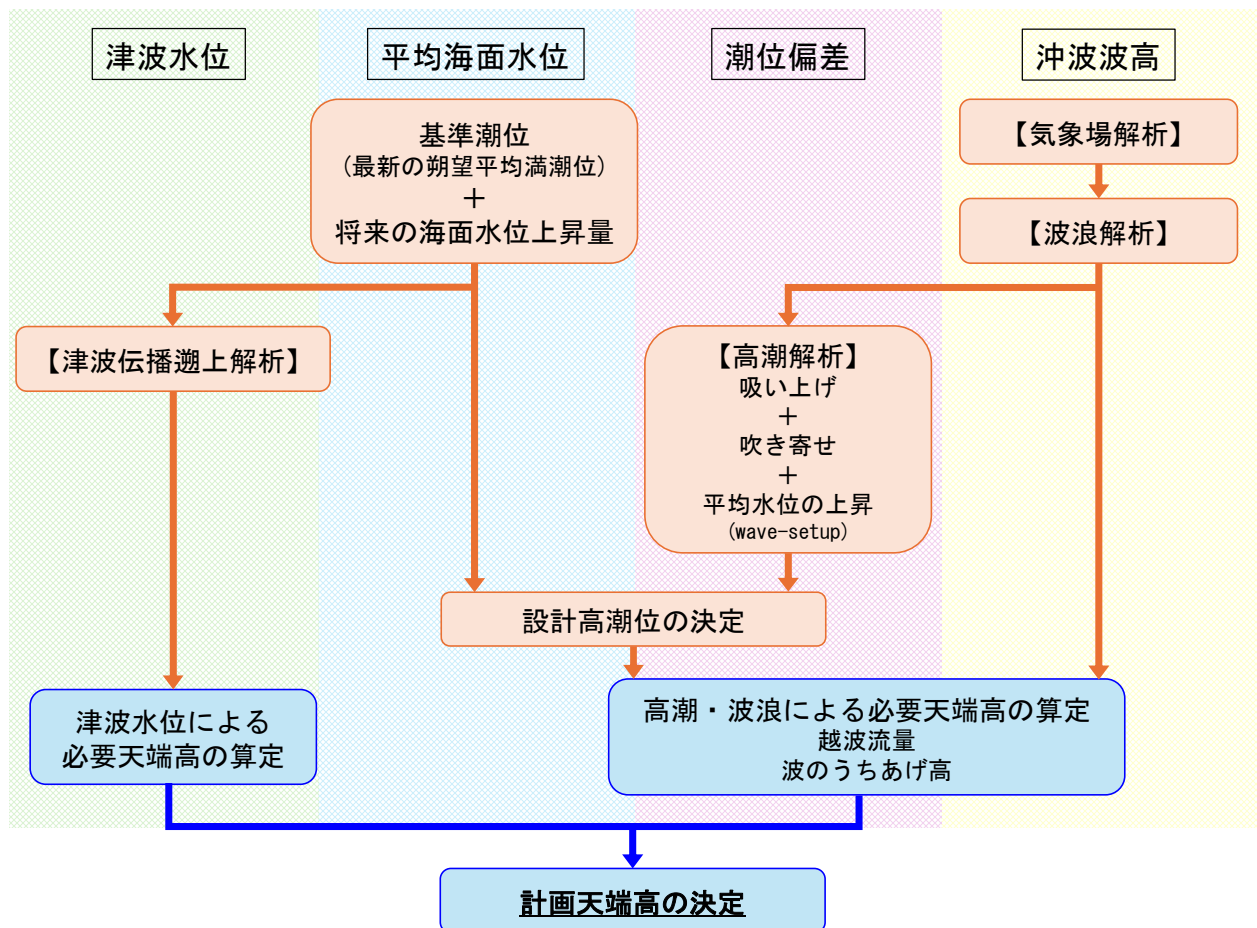 津波水位
平均海面水位
潮位偏差
沖波波高
基準潮位
(最新の朔望平均満潮位)
＋
将来の海面水位上昇量
【気象場解析】
【波浪解析】
【津波伝播遡上解析】
【高潮解析】
吸い上げ
＋
吹き寄せ
＋
平均水位の上昇
(wave-setup)
設計高潮位の決定
津波水位による
必要天端高の算定
高潮・波浪による必要天端高の算定
越波流量
波のうちあげ高
計画天端高の決定